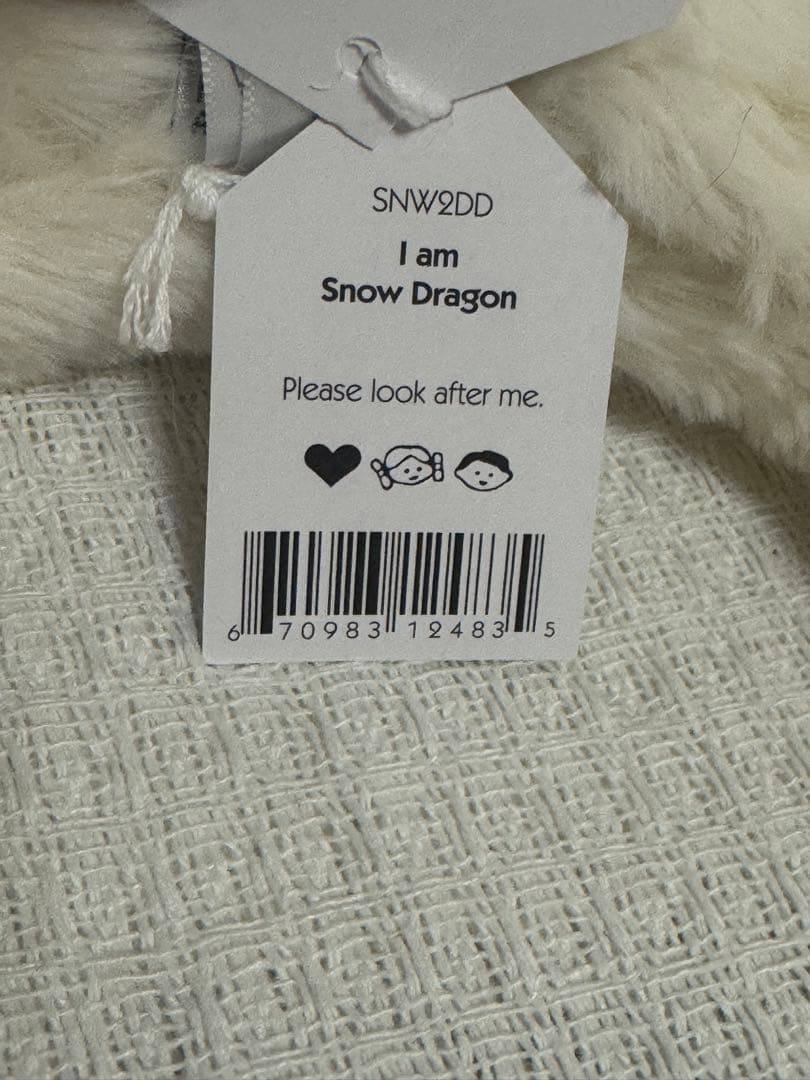 SNW2DD
I am
Snow Dragon
Please look after me.
6 70983 12483 5